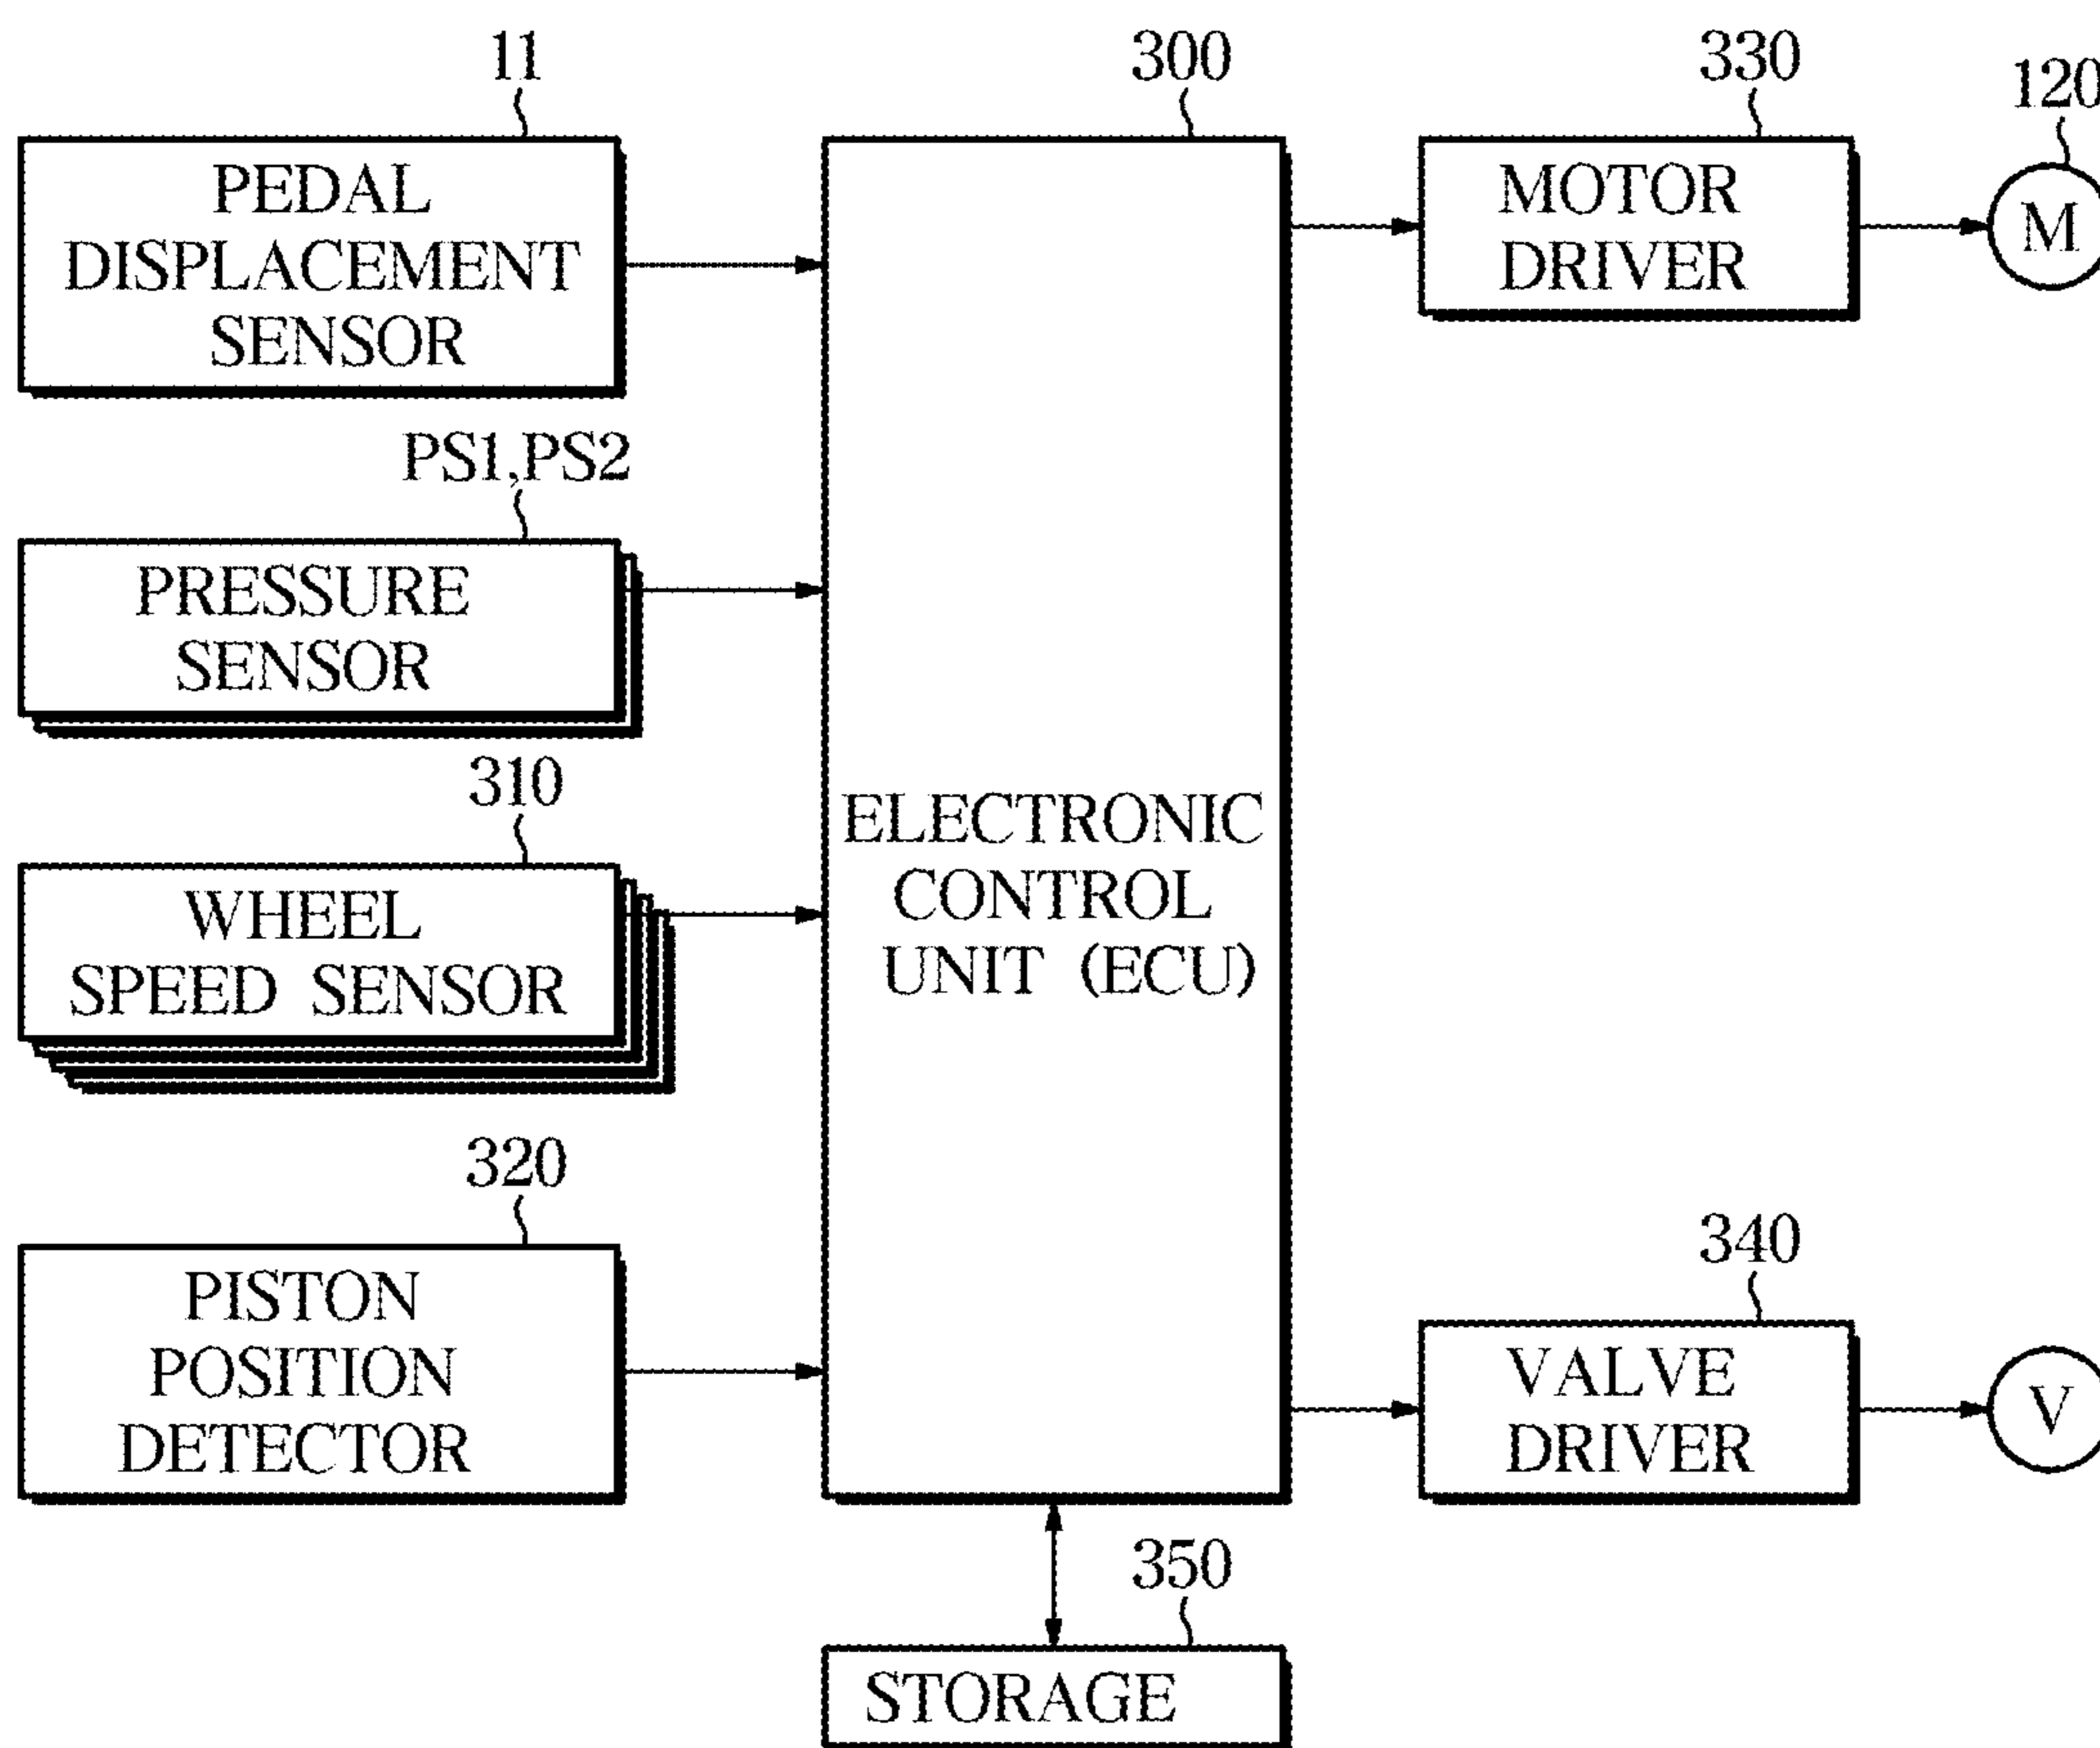 11
PEDAL
DISPLACEMENT
SENSOR
PS1,PS2
PRESSURE
SENSOR
310
WHEEL
SPEED SENSOR
320
PISTON
POSITION
DETECTOR
300
ELECTRONIC
CONTROL
UNIT (ECU)
350
STORAGE
330
MOTOR
DRIVER
120
M
340
VALVE
DRIVER
V